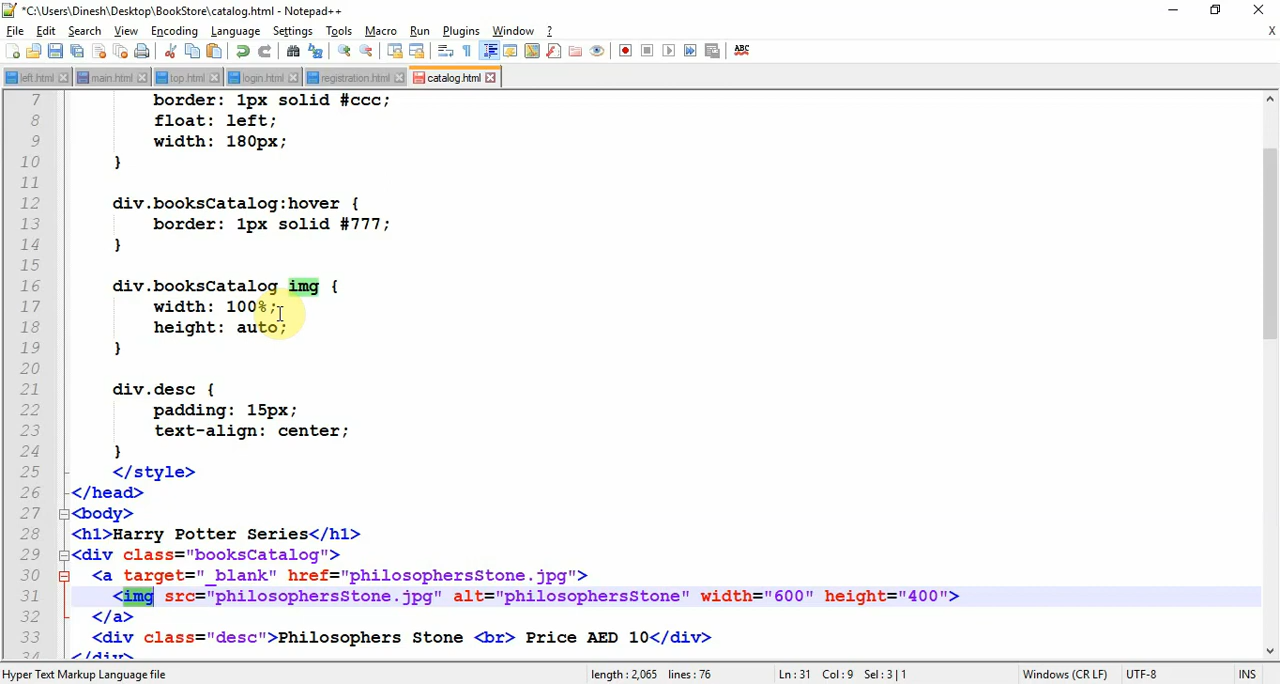 *C:\Users\Dinesh\Desktop\BookStore\catalog.html - Notepad++
File Edit Search View Encoding Language Settings Tools Macro Run Plugins Window ? X
ABC
left.html main.html top.html login.html registration.html catalog.html
7 border: 1px solid #ccc;
8 float: left;
9 width: 180px;
10 }
11
12 div.booksCatalog:hover {
13 border: 1px solid #777;
14 }
15
16 div.booksCatalog img {
17 width: 100%;
18 height: auto;
19 }
20
21 div.desc {
22 padding: 15px;
23 text-align: center;
24 }
25 </style>
26 </head>
27 <body>
28 <h1>Harry Potter Series</h1>
29 <div class="booksCatalog">
30 <a target="_blank" href="philosophersStone.jpg">
31 <img src="philosophersStone.jpg" alt="philosophersStone" width="600" height="400">
32 </a>
33 <div class="desc">Philosophers Stone <br> Price AED 10</div>
34 </div>
Hyper Text Markup Language file length : 2,065 lines : 76 Ln : 31 Col : 9 Sel : 3 | 1 Windows (CR LF) UTF-8 INS